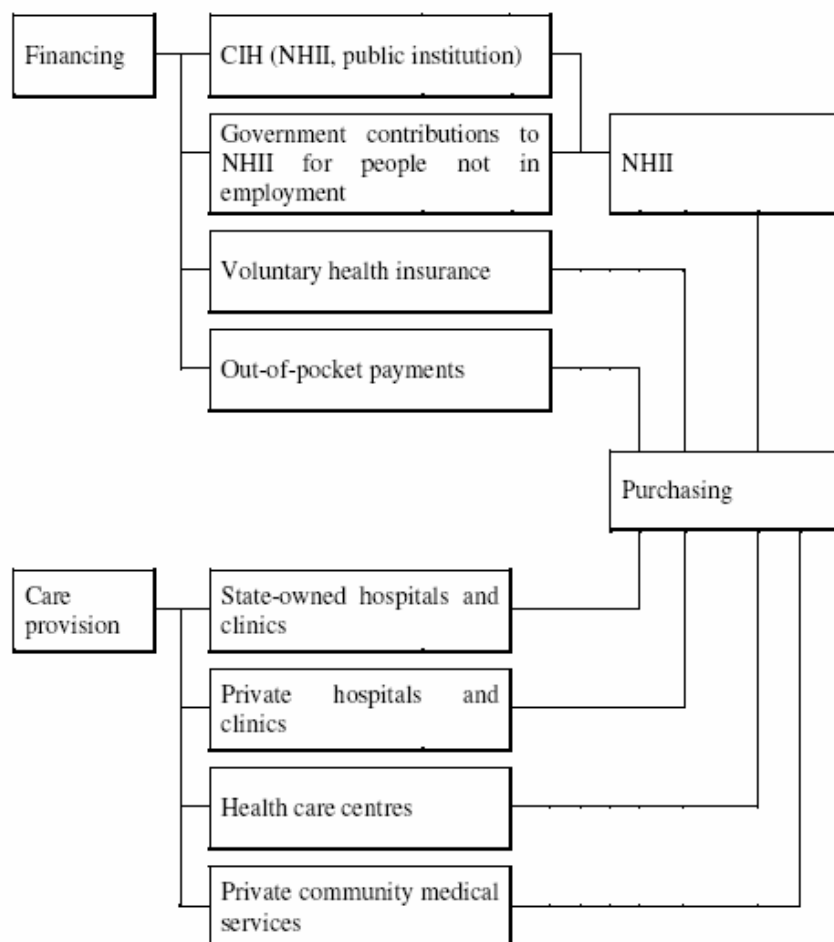 Financing
CIH (NHII, public institution)
Government contributions to
NHII for people not in
employment
NHII
Voluntary health insurance
Out-of-pocket payments
Purchasing
Care
provision
State-owned hospitals and
clinics
Private hospitals and
clinics
Health care centres
Private community medical
services